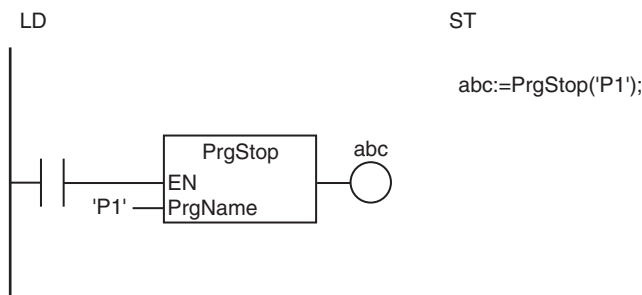 LD
ST
abc:=PrgStop('P1');
PrgStop
abc
EN
'P1'
PrgName